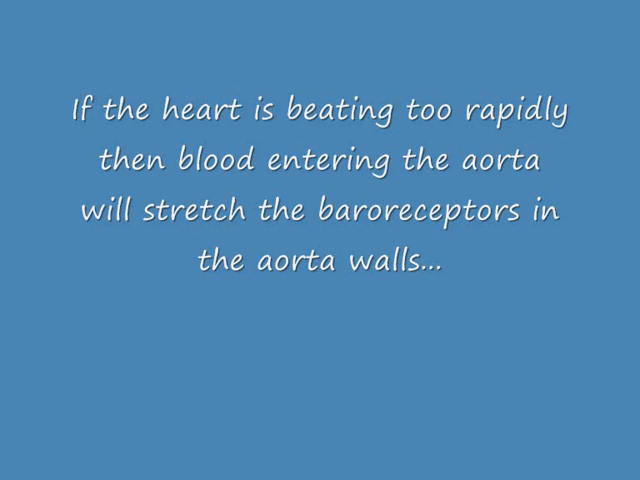 If the heart is beating too rapidly
then blood entering the aorta
will stretch the baroreceptors in
the aorta walls...